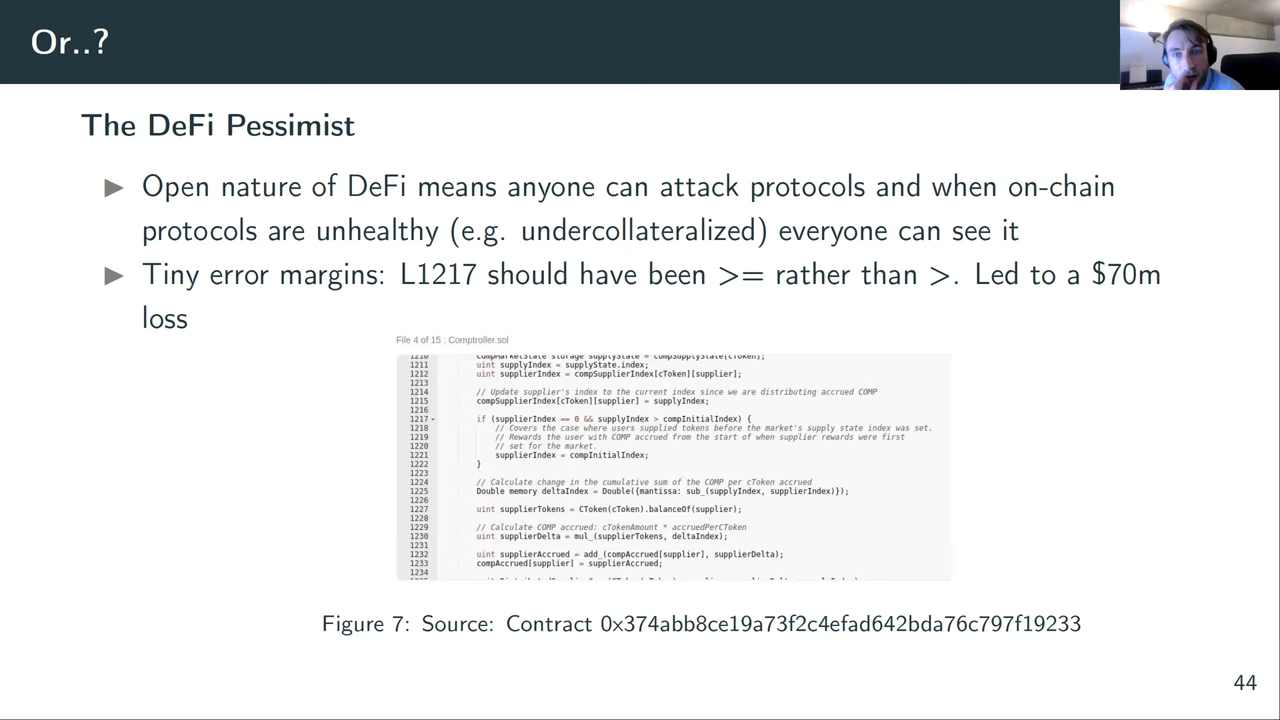 Or..?
The DeFi Pessimist
▶ Open nature of DeFi means anyone can attack protocols and when on-chain
protocols are unhealthy (e.g. undercollateralized) everyone can see it
▶ Tiny error margins: L1217 should have been >= rather than >. Led to a $70m
loss
File 4 of 15 : Comptroller.sol
1210 CompMarketState storage supplyState = compSupplyState[cToken];
1211 uint supplyIndex = supplyState.index;
1212 uint supplierIndex = compSupplierIndex[cToken][supplier];
1213
1214 // Update supplier's index to the current index since we are distributing accrued COMP
1215 compSupplierIndex[cToken][supplier] = supplyIndex;
1216
1217 if (supplierIndex == 0 && supplyIndex > compInitialIndex) {
1218 // Covers the case where users supplied tokens before the market's supply state index was set.
1219 // Rewards the user with COMP accrued from the start of when supplier rewards were first
1220 // set for the market.
1221 supplierIndex = compInitialIndex;
1222 }
1223
1224 // Calculate change in the cumulative sum of the COMP per cToken accrued
1225 Double memory deltaIndex = Double({mantissa: sub_(supplyIndex, supplierIndex)});
1226
1227 uint supplierTokens = CToken(cToken).balanceOf(supplier);
1228
1229 // Calculate COMP accrued: cTokenAmount * accruedPerCToken
1230 uint supplierDelta = mul_(supplierTokens, deltaIndex);
1231
1232 uint supplierAccrued = add_(compAccrued[supplier], supplierDelta);
1233 compAccrued[supplier] = supplierAccrued;
1234
Figure 7: Source: Contract 0x374abb8ce19a73f2c4efad642bda76c797f19233
44